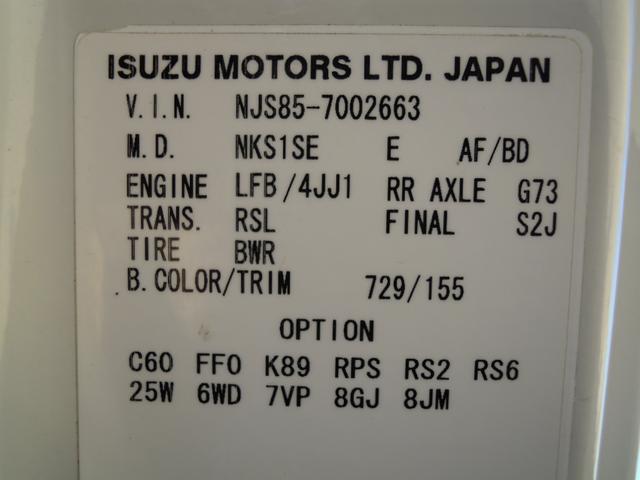 ISUZU MOTORS LTD. JAPAN
V.I.N. NJS85-7002663
M.D. NKS1SE E AF/BD
ENGINE LFB/4JJ1 RR AXLE G73
TRANS. RSL FINAL S2J
TIRE BWR
B.COLOR/TRIM 729/155
OPTION
C60 FF0 K89 RPS RS2 RS6
25W 6WD 7VP 8GJ 8JM